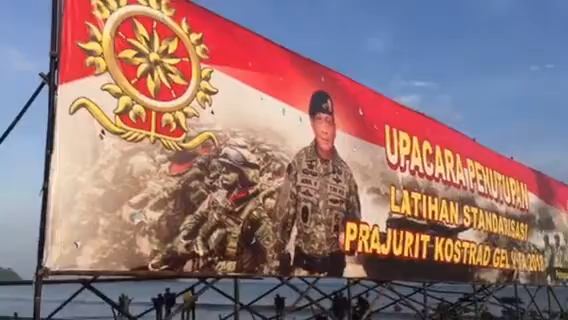 UPACARA PENUTUPAN
LATIHAN STANDARISASI
PRAJURIT KOSTRAD GEL